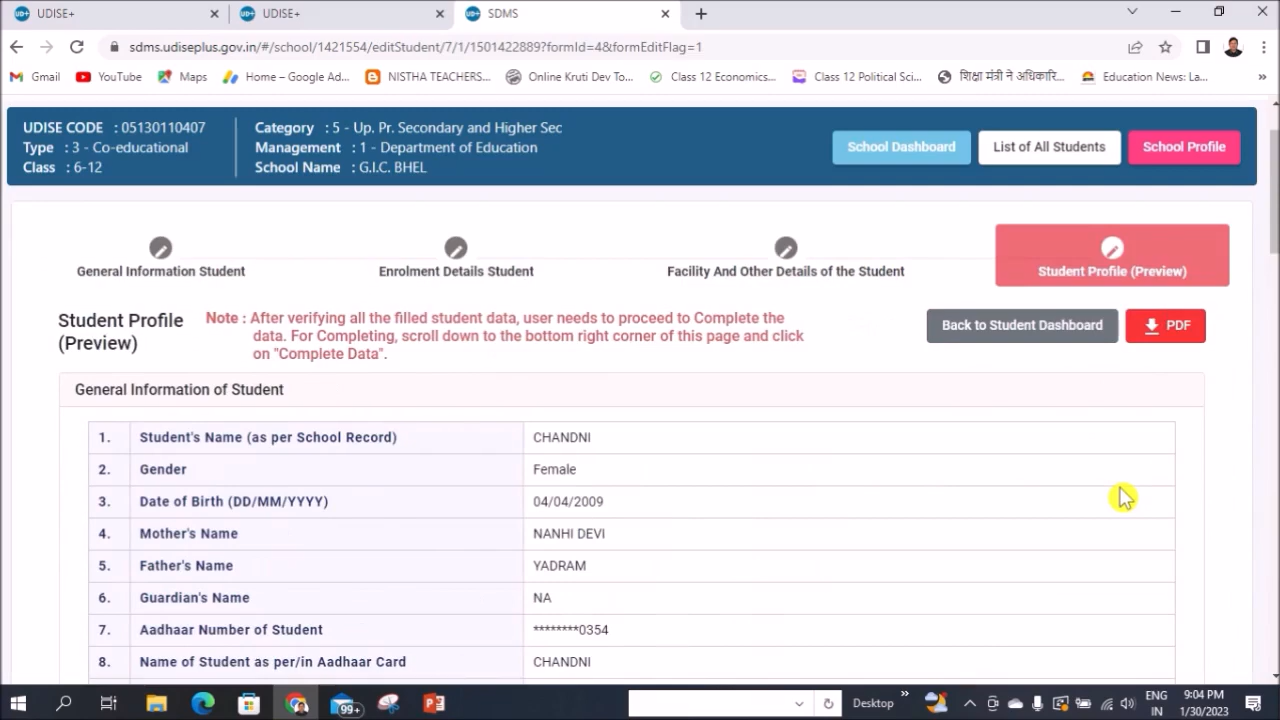 UDISE+
UDISE+
SDMS
sdms.udiseplus.gov.in/#/school/1421554/editStudent/7/1/1501422889?formId=4&formEditFlag=1
Gmail YouTube Maps Home – Google Ad... NISTHA TEACHERS'... Online Kruti Dev To... Class 12 Economics... Class 12 Political Sci... शिक्षा मंत्री ने अधिकारि... Education News: La...
UDISE CODE : 05130110407
Type : 3 - Co-educational
Class : 6-12
Category : 5 - Up. Pr. Secondary and Higher Sec
Management : 1 - Department of Education
School Name : G.I.C. BHEL
School Dashboard
List of All Students
School Profile
General Information Student
Enrolment Details Student
Facility And Other Details of the Student
Student Profile (Preview)
Student Profile
(Preview)
Note : After verifying all the filled student data, user needs to proceed to Complete the
data. For Completing, scroll down to the bottom right corner of this page and click
on "Complete Data".
Back to Student Dashboard
PDF
General Information of Student
1. Student's Name (as per School Record) CHANDNI
2. Gender Female
3. Date of Birth (DD/MM/YYYY) 04/04/2009
4. Mother's Name NANHI DEVI
5. Father's Name YADRAM
6. Guardian's Name NA
7. Aadhaar Number of Student ********0354
8. Name of Student as per/in Aadhaar Card CHANDNI
99+
Desktop
ENG
IN
9:04 PM
1/30/2023